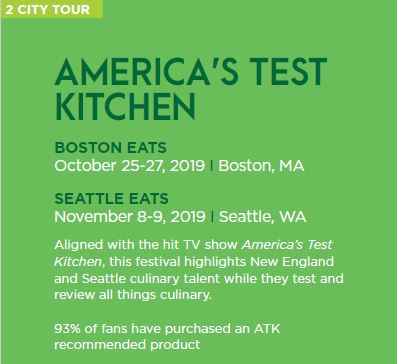 2 CITY TOUR
AMERICA'S TEST
KITCHEN
BOSTON EATS
October 25-27, 2019 | Boston, MA
SEATTLE EATS
November 8-9, 2019 | Seattle, WA
Aligned with the hit TV show America's Test
Kitchen, this festival highlights New England
and Seattle culinary talent while they test and
review all things culinary.
93% of fans have purchased an ATK
recommended product